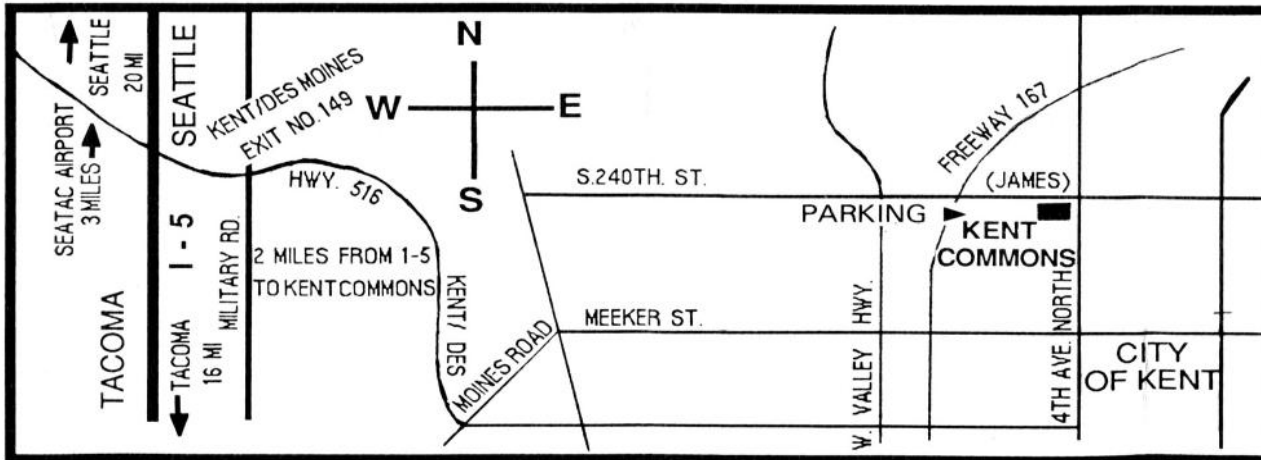 SEATTLE
20 MI
SEATAC AIRPORT
3 MILES
TACOMA
SEATTLE
I - 5
TACOMA
16 MI
MILITARY RD.
KENT/DES MOINES
EXIT NO. 149
HWY. 516
2 MILES FROM 1-5
TO KENT COMMONS
N
W
E
S
KENT/ DES
MOINES ROAD
S.240TH. ST.
(JAMES)
PARKING
KENT
COMMONS
FREEWAY 167
MEEKER ST.
W. VALLEY HWY.
4TH AVE. NORTH
CITY
OF KENT